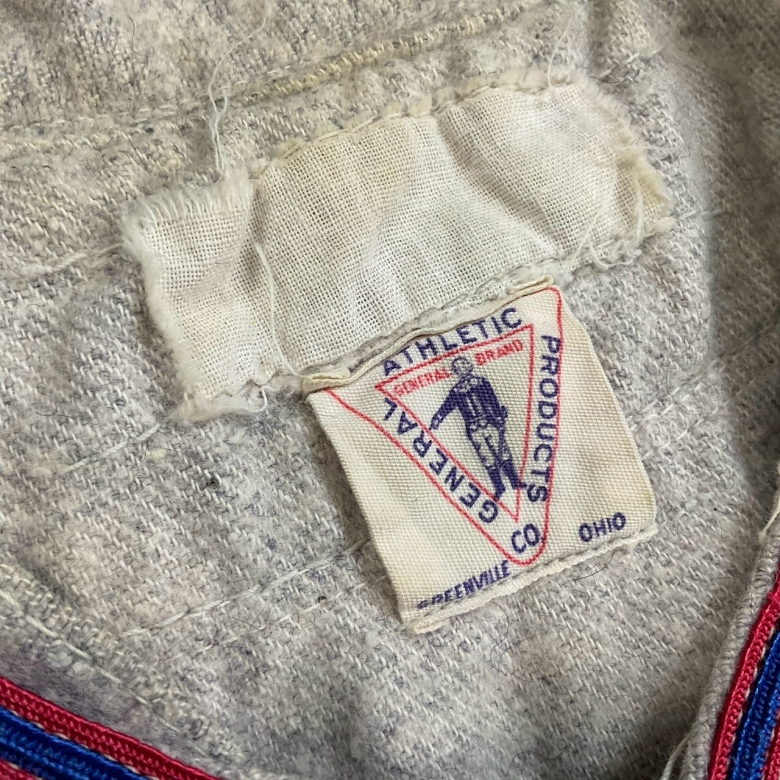 GENERAL ATHLETIC PRODUCTS CO
GENERAL BRAND
GREENVILLE OHIO